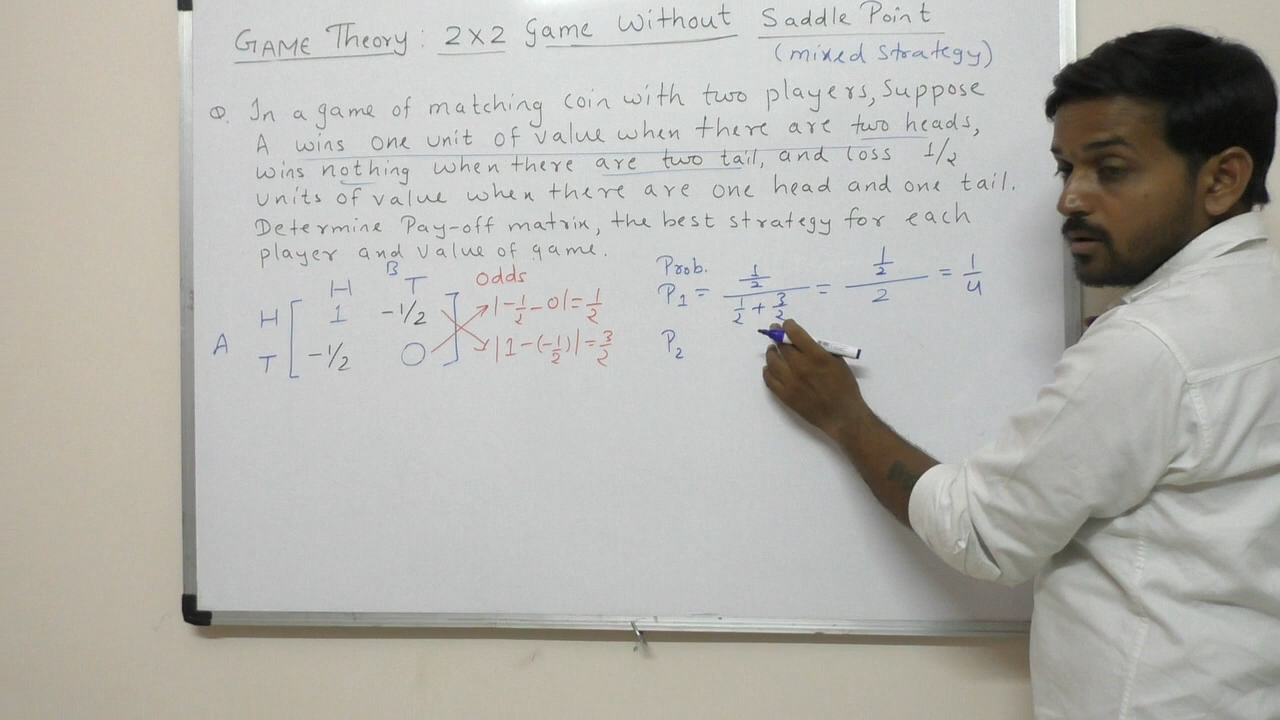 GAME Theory: 2x2 Game Without Saddle Point
(mixed strategy)
Q. In a game of matching coin with two players, Suppose
A wins one unit of value when there are two heads,
wins nothing when there are two tail, and loss 1/2
units of value when there are one head and one tail.
Determine Pay-off matrix, the best strategy for each
player and Value of game.
B
H T Odds
H [ 1 -1/2 ] |-1/2 - 0| = 1/2
A
T [ -1/2 0 ] |1-(-1/2)| = 3/2
Prob.
P1 = (1/2)/(1/2 + 3/2) = (1/2)/2 = 1/4
P2